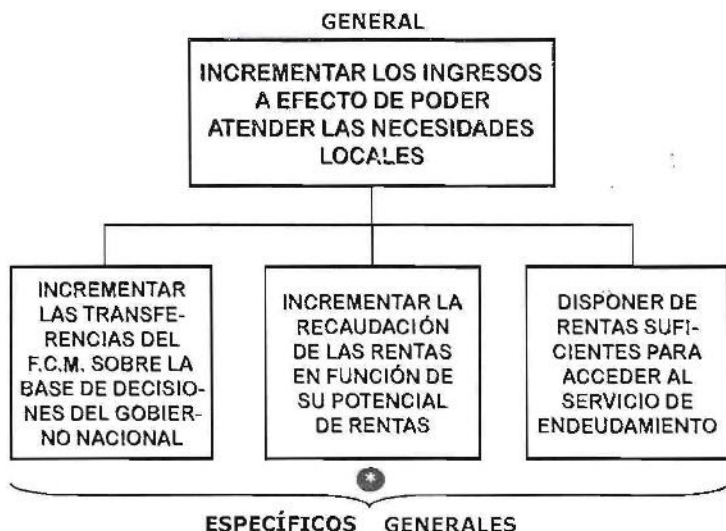 GENERAL
INCREMENTAR LOS INGRESOS
A EFECTO DE PODER
ATENDER LAS NECESIDADES
LOCALES
INCREMENTAR
LAS TRANSFE-
RENCIAS DEL
F.C.M. SOBRE LA
BASE DE DECISIO-
NES DEL GOBIER-
NO NACIONAL
INCREMENTAR LA
RECAUDACIÓN
DE LAS RENTAS
EN FUNCIÓN DE
SU POTENCIAL
DE RENTAS
DISPONER DE
RENTAS SUFI-
CIENTES PARA
ACCEDER AL
SERVICIO DE
ENDEUDAMIENTO
*
ESPECÍFICOS GENERALES